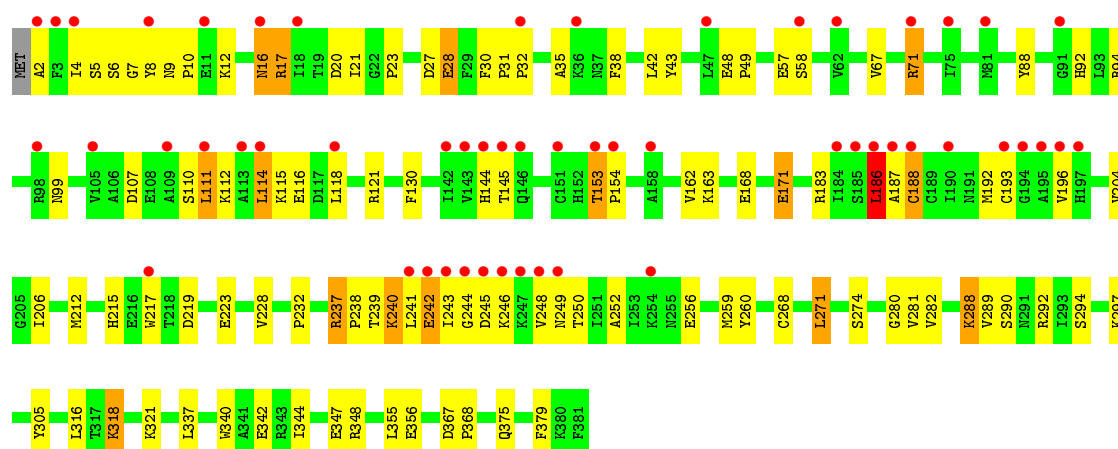 MET A2 F3 I4 S5 S6 G7 Y8 N9 P10 E11 K12 N16 R17 I18 T19 D20 I21 G22 P23 D27 E28 F29 F30 P31 P32 A35 K36 N37 F38 L42 Y43 L47 E48 P49 E57 S58 V62 V67 R71 I75 M81 Y88 G91 H92 L93
R98 N99 V105 A106 D107 E108 A109 S110 L111 K112 A113 L114 K115 E116 D117 L118 R121 F130 I142 V143 H144 T145 Q146 C151 H152 T153 P154 A158 V162 K163 E168 E171 R183 I184 S185 L186 A187 C188 C189 I190 N191 M192 C193 G194 A195 V196 H197
G205 I206 M212 H215 E216 W217 T218 D219 E223 V228 P232 R237 P238 T239 K240 L241 E242 I243 G244 D245 K246 K247 V248 N249 T250 I251 A252 I253 K254 N255 E256 M259 Y260 C268 L271 S274 G280 V281 V282 K288 V289 S290 N291 R292 I293 S294
Y305 L316 T317 K318 K321 L337 W340 A341 E342 R343 I344 E347 R348 L355 E356 D367 P368 Q375 F379 K380 F381